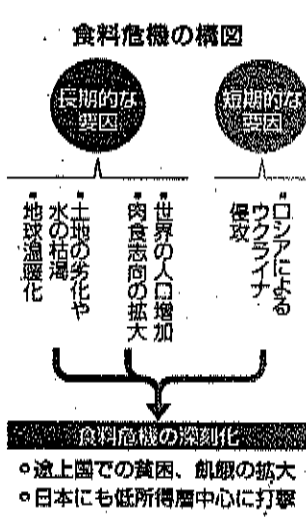 食料危機の構図
長期的な
要因
短期的な
要因
ロシアによる
ウクライナ
侵攻
世界の人口増加
肉食志向の拡大
土地の劣化や
水の枯渇
地球温暖化
食料危機の深刻化
途上国での貧困、飢餓の拡大
日本にも低所得層中心に打撃